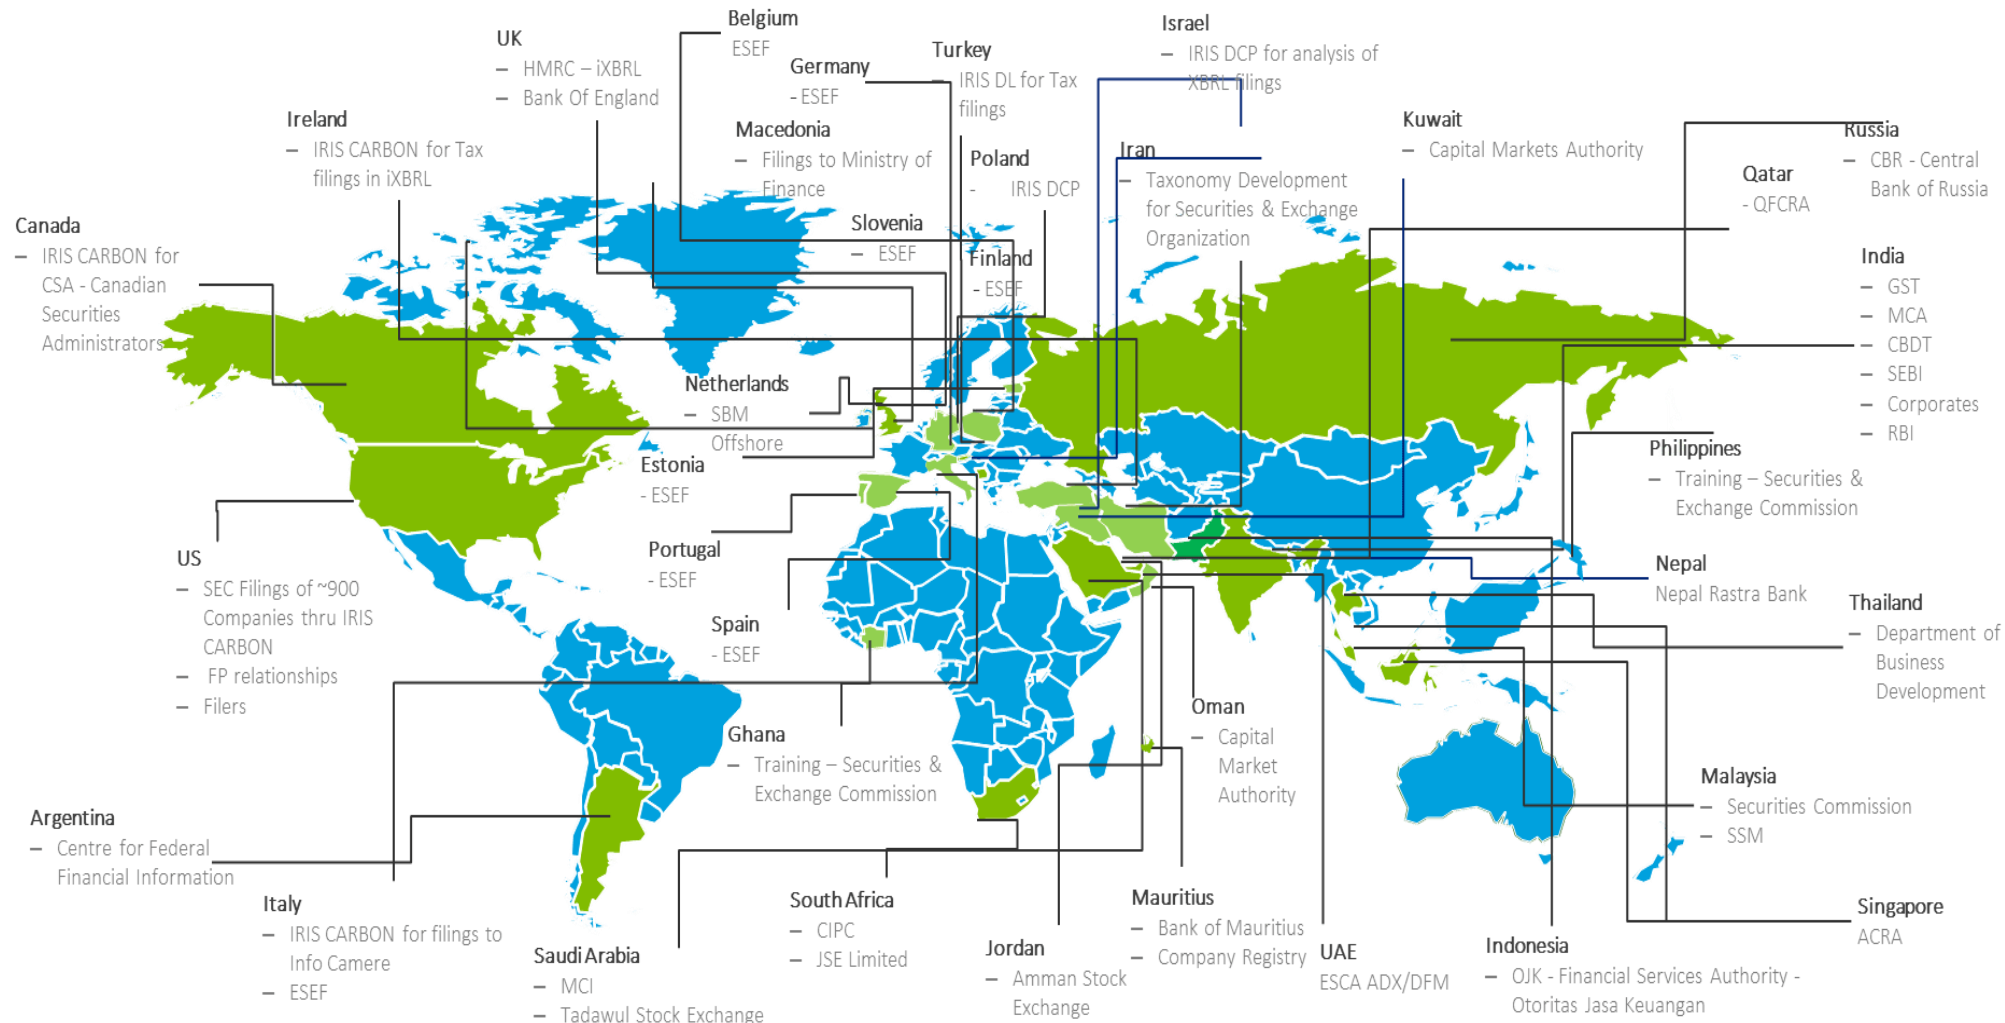 Belgium
ESEF
UK
– HMRC – iXBRL
– Bank Of England
Germany
- ESEF
Turkey
– IRIS DL for Tax
filings
Israel
– IRIS DCP for analysis of
XBRL filings
Ireland
– IRIS CARBON for Tax
filings in iXBRL
Macedonia
– Filings to Ministry of
Finance
Poland
- IRIS DCP
Iran
– Taxonomy Development
for Securities & Exchange
Organization
Kuwait
– Capital Markets Authority
Russia
– CBR - Central
Bank of Russia
Qatar
- QFCRA
Canada
– IRIS CARBON for
CSA - Canadian
Securities
Administrators
Slovenia
– ESEF
Finland
- ESEF
India
– GST
– MCA
– CBDT
– SEBI
– Corporates
– RBI
Netherlands
– SBM
Offshore
Estonia
- ESEF
Philippines
– Training – Securities &
Exchange Commission
US
– SEC Filings of ~900
Companies thru IRIS
CARBON
– FP relationships
– Filers
Portugal
- ESEF
Spain
- ESEF
Nepal
Nepal Rastra Bank
Thailand
– Department of
Business
Development
Ghana
– Training – Securities &
Exchange Commission
Oman
– Capital
Market
Authority
Malaysia
– Securities Commission
– SSM
Argentina
– Centre for Federal
Financial Information
Italy
– IRIS CARBON for filings to
Info Camere
– ESEF
Saudi Arabia
– MCI
– Tadawul Stock Exchange
South Africa
– CIPC
– JSE Limited
Jordan
– Amman Stock
Exchange
Mauritius
– Bank of Mauritius
– Company Registry
UAE
ESCA ADX/DFM
Indonesia
– OJK - Financial Services Authority -
Otoritas Jasa Keuangan
Singapore
ACRA